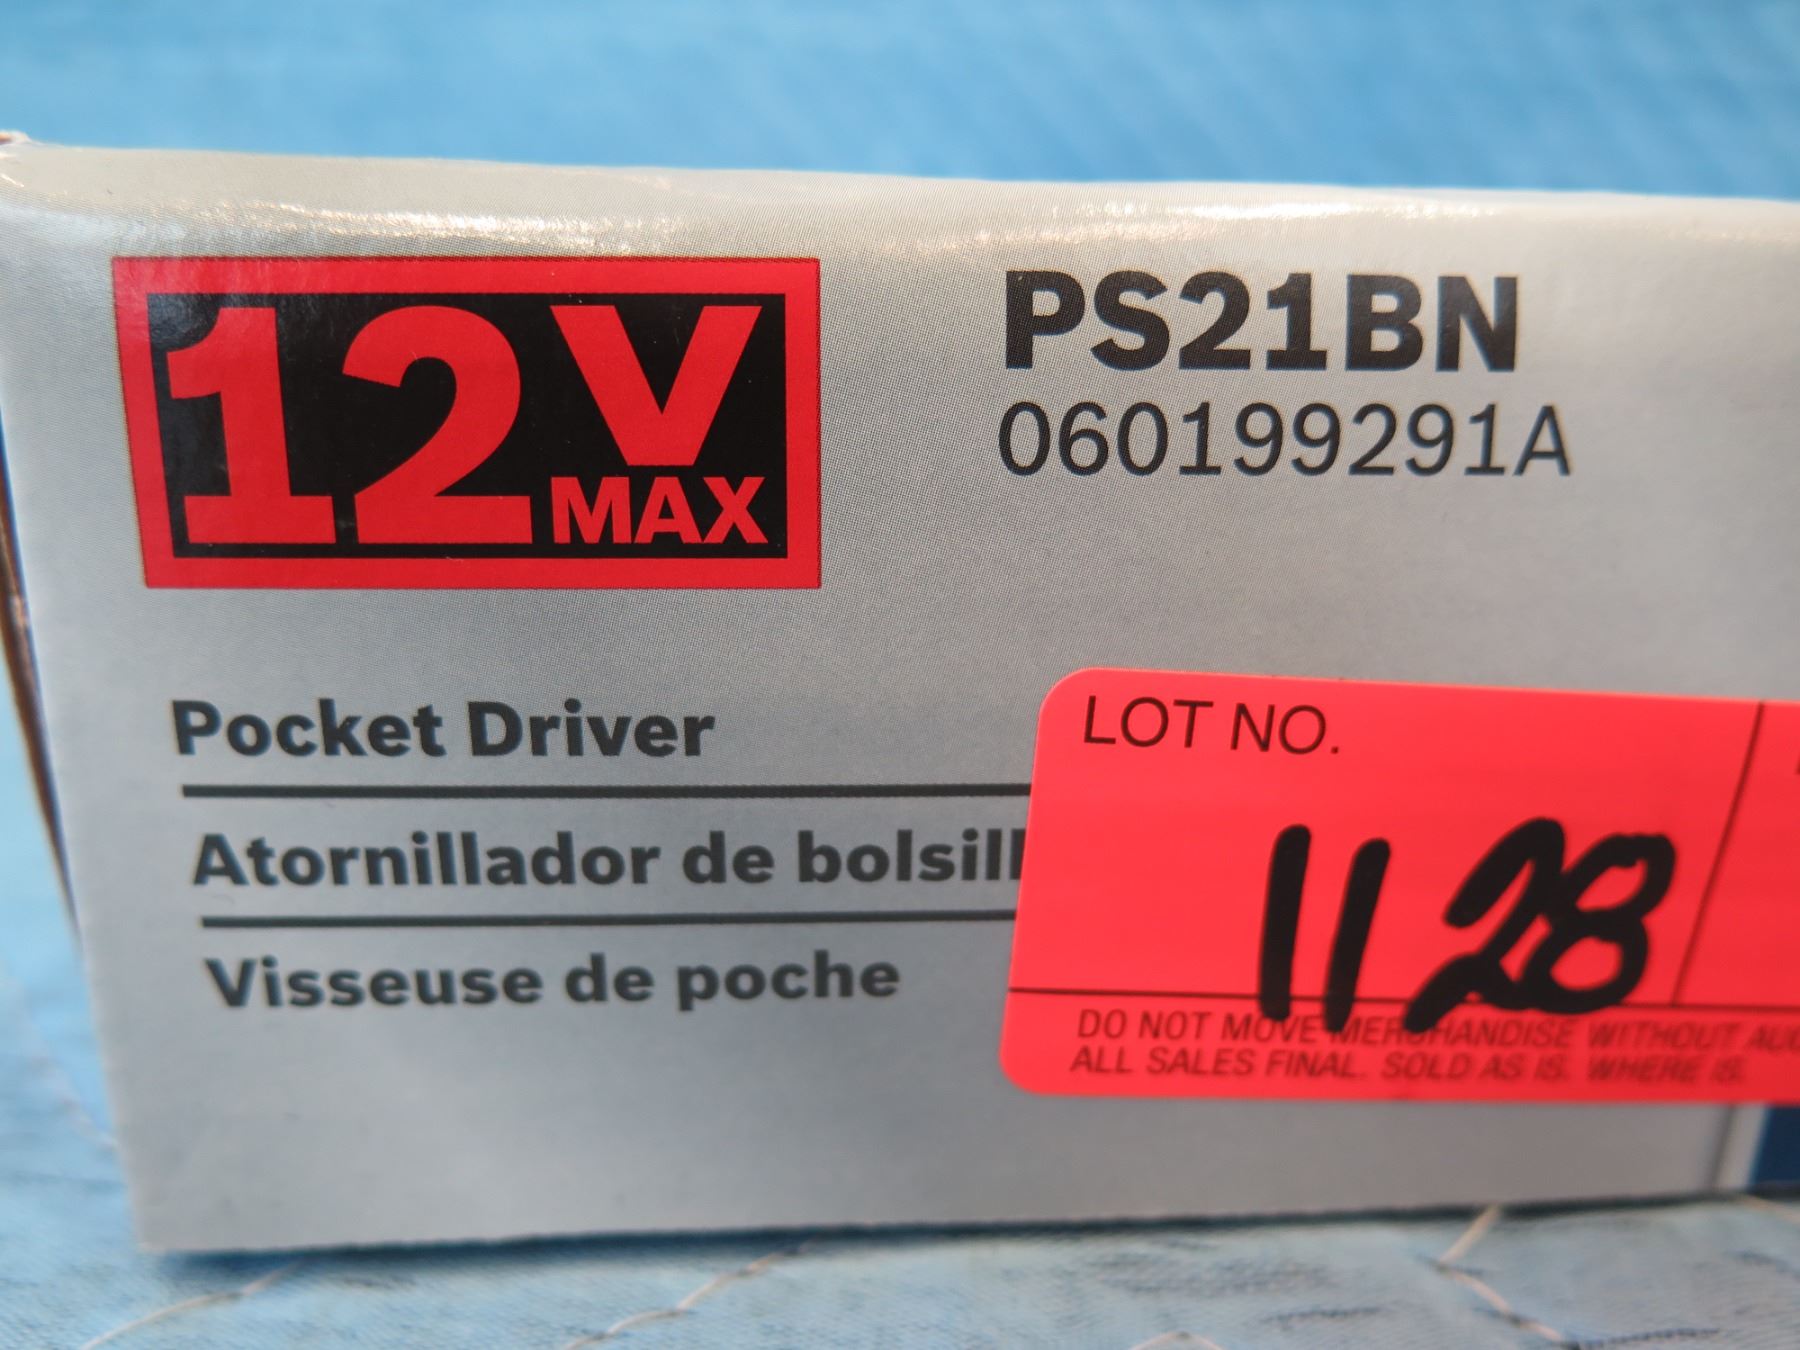 12V
MAX
PS21BN
060199291A
Pocket Driver
Atornillador de bolsill
Visseuse de poche
LOT NO.
1128
DO NOT MOVE MERCHANDISE WITHOUT
ALL SALES FINAL. SOLD AS IS. WHERE IS.